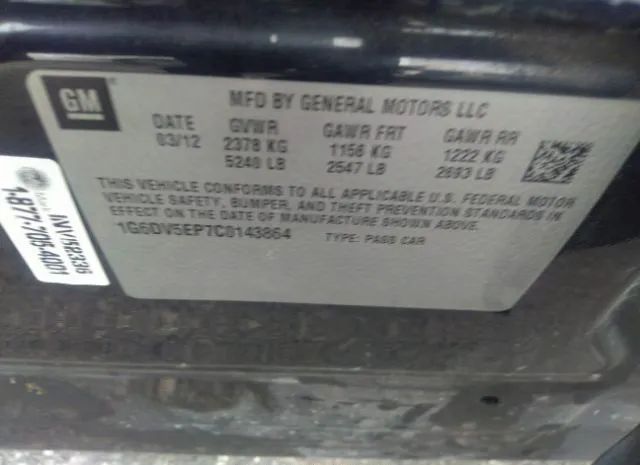 GM
MFD BY GENERAL MOTORS LLC
DATE GVWR GAWR FRT GAWR RR
03/12 2378 KG 1156 KG 1222 KG
5240 LB 2547 LB 2693 LB
THIS VEHICLE CONFORMS TO ALL APPLICABLE U.S. FEDERAL MOTOR
VEHICLE SAFETY, BUMPER, AND THEFT PREVENTION STANDARDS IN
EFFECT ON THE DATE OF MANUFACTURE SHOWN ABOVE.
1G6DV5EP7C0143864 TYPE: PASS CAR
1-877-705-4001